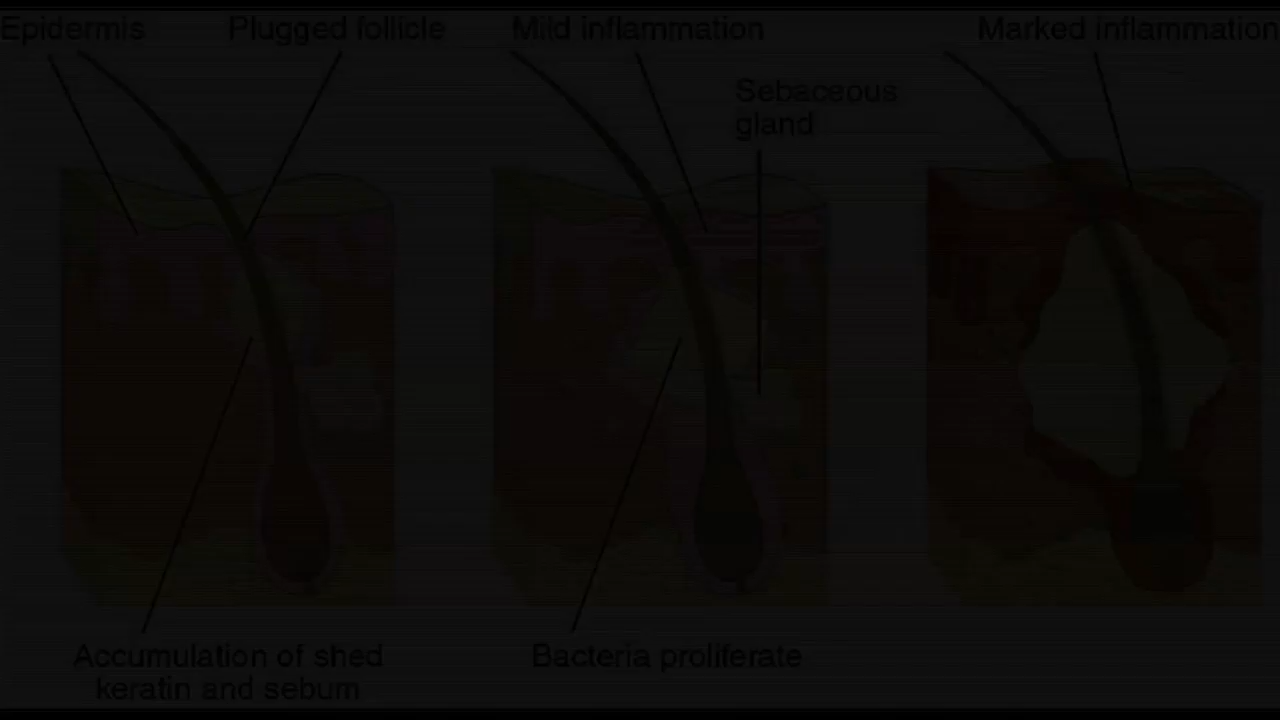 Epidermis
Plugged follicle
Mild inflammation
Marked inflammation
Sebaceous
gland
Accumulation of shed
keratin and sebum
Bacteria proliferate